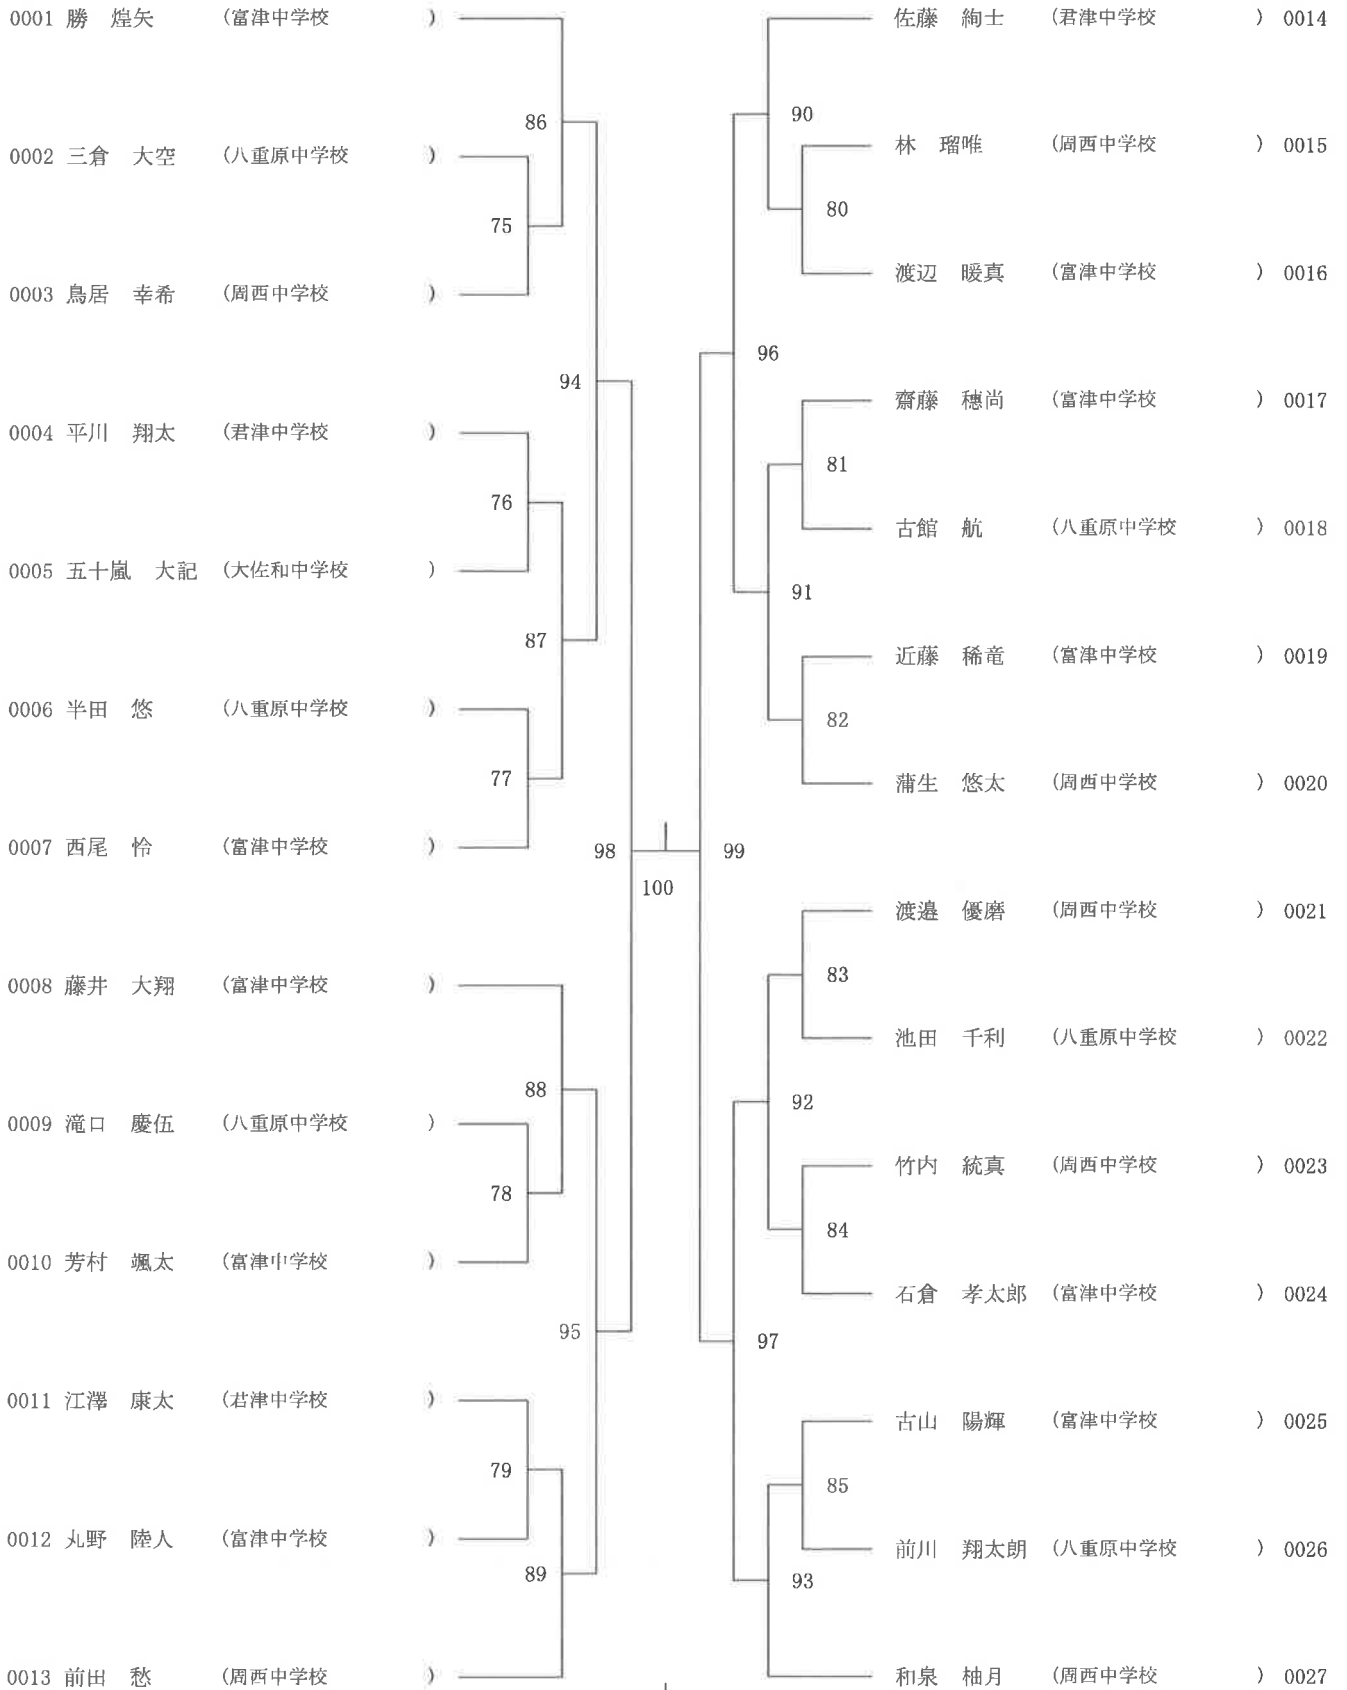 0001 勝　煌矢 (富津中学校 )
86
0002 三倉　大空 (八重原中学校 )
75
0003 鳥居　幸希 (周西中学校 )
94
0004 平川　翔太 (君津中学校 )
76
0005 五十嵐　大記 (大佐和中学校 )
87
0006 半田　悠 (八重原中学校 )
77
0007 西尾　怜 (富津中学校 )
98
100
0008 藤井　大翔 (富津中学校 )
88
0009 滝口　慶伍 (八重原中学校 )
78
0010 芳村　颯太 (富津中学校 )
95
0011 江澤　康太 (君津中学校 )
79
0012 丸野　陸人 (富津中学校 )
89
0013 前田　愁 (周西中学校 )
佐藤　絢士 (君津中学校 ) 0014
90
林　瑠唯 (周西中学校 ) 0015
80
渡辺　暖真 (富津中学校 ) 0016
96
齋藤　穂尚 (富津中学校 ) 0017
81
古館　航 (八重原中学校 ) 0018
91
近藤　稀竜 (富津中学校 ) 0019
82
蒲生　悠太 (周西中学校 ) 0020
99
渡邉　優磨 (周西中学校 ) 0021
83
池田　千利 (八重原中学校 ) 0022
92
竹内　統真 (周西中学校 ) 0023
84
石倉　孝太郎 (富津中学校 ) 0024
97
古山　陽輝 (富津中学校 ) 0025
85
前川　翔太朗 (八重原中学校 ) 0026
93
和泉　柚月 (周西中学校 ) 0027